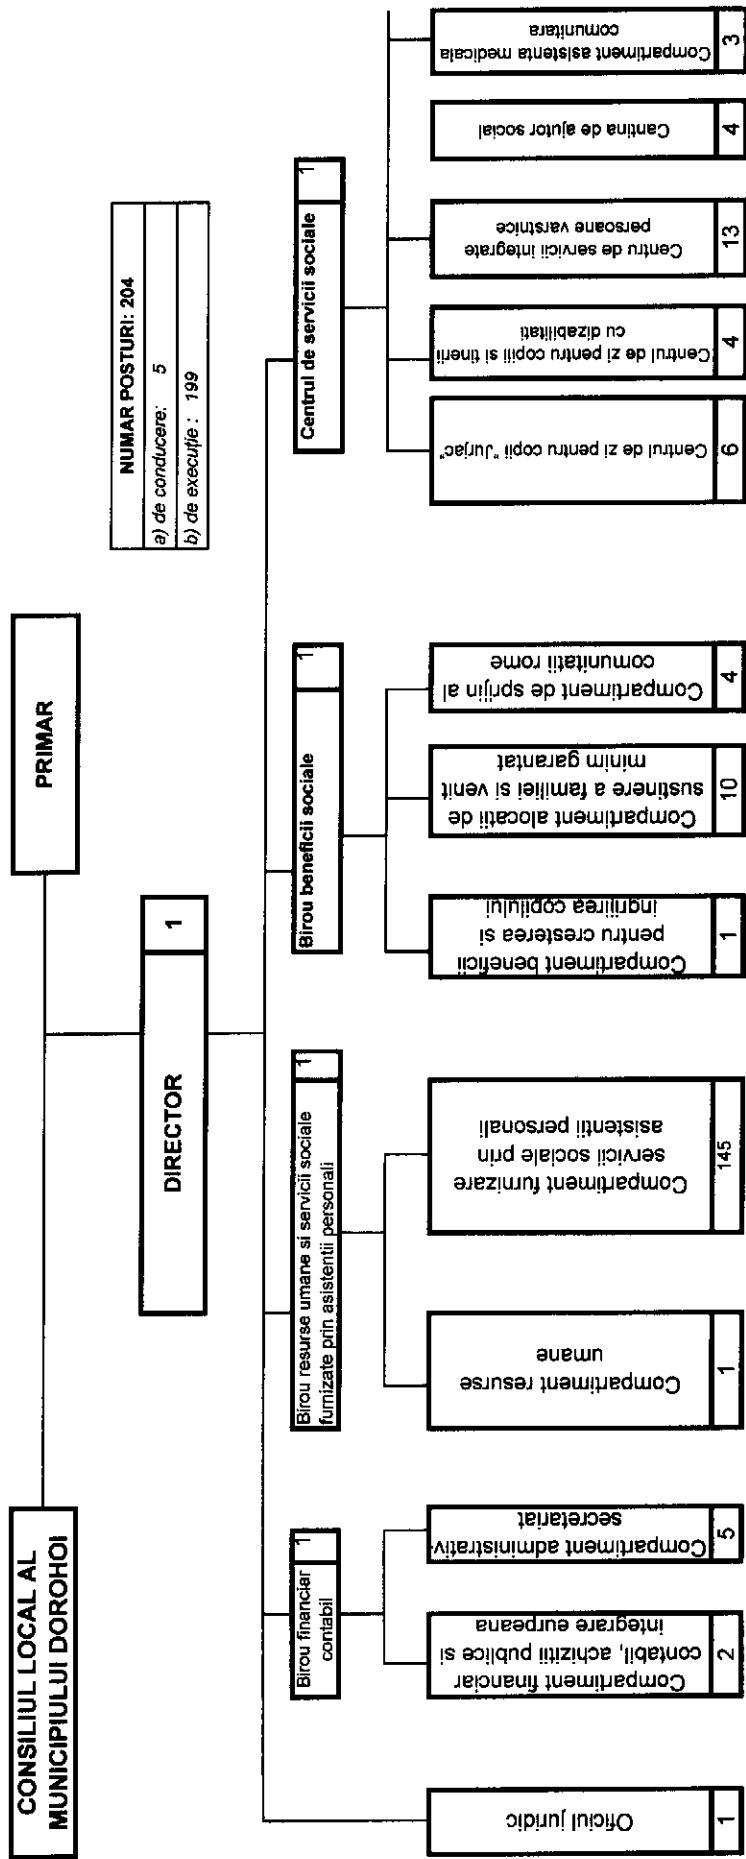 CONSILIUL LOCAL AL
MUNICIPIULUI DOROHOI
PRIMAR
NUMAR POSTURI: 204
a) de conducere: 5
b) de execuție : 199
DIRECTOR
1
Birou financiar
contabil
1
Birou resurse umane si servicii sociale
furnizate prin asistentii personali
1
Birou beneficii sociale
1
Centrul de servicii sociale
1
Oficiul juridic
1
Compartiment financiar
contabil, achizitii publice si
integrare eurpeana
2
Compartiment administrativ-
secretariat
5
Compartiment resurse
umane
1
Compartiment furnizare
servicii sociale prin
asistentii personali
145
Compartiment beneficii
pentru cresterea si
ingrijirea copilului
1
Compartiment alocatii de
sustinere a familiei si venit
minim garantat
10
Compartiment de sprijin al
comunitatii rome
4
Centrul de zi pentru copii "Jurjac"
6
Centrul de zi pentru copiii si tinerii
cu dizabilitati
4
Centru de servicii integrate
persoane varstnice
13
Cantina de ajutor social
4
Compartiment asistenta medicala
comunitara
3